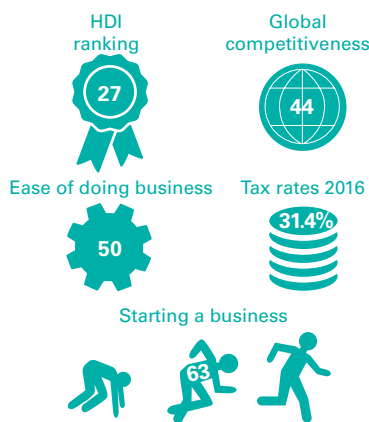 HDI
ranking
27
Global
competitiveness
44
Ease of doing business
50
Tax rates 2016
31.4%
Starting a business
63